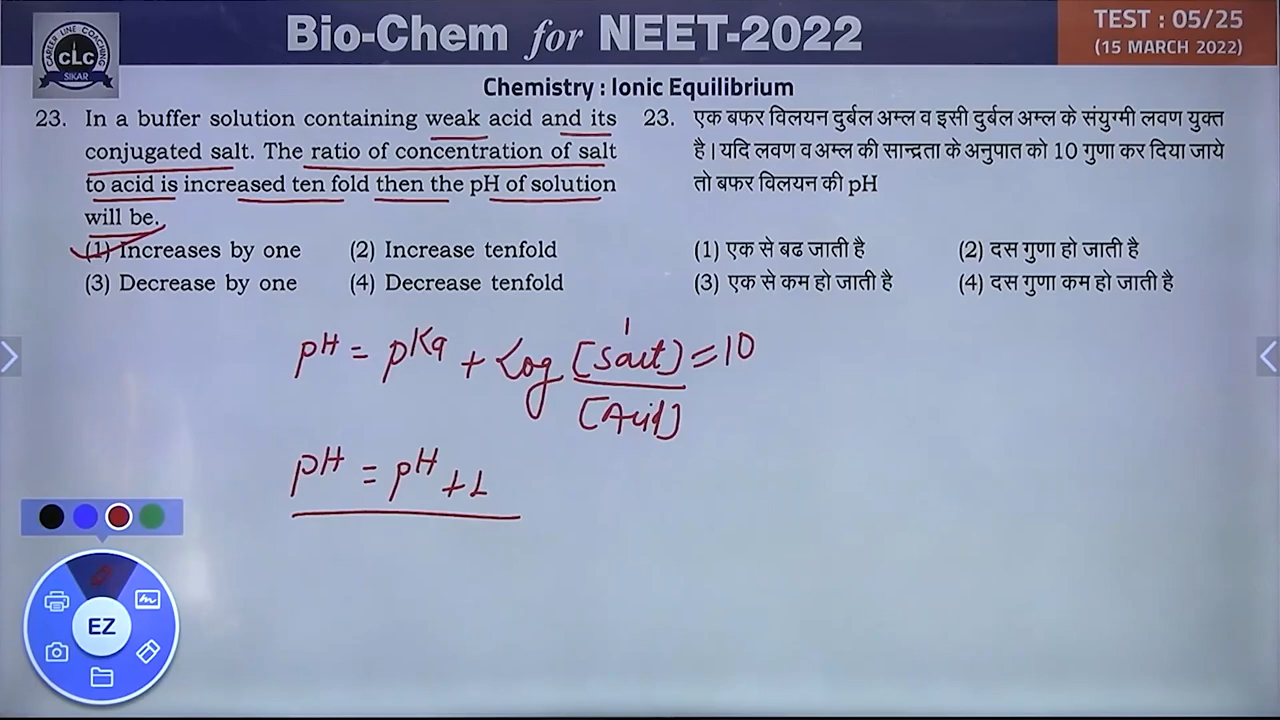 CAREER LINE COACHING
CLC
SIKAR
Bio-Chem for NEET-2022
TEST : 05/25
(15 MARCH 2022)
Chemistry : Ionic Equilibrium
23. In a buffer solution containing weak acid and its
conjugated salt. The ratio of concentration of salt
to acid is increased ten fold then the pH of solution
will be.
(1) Increases by one (2) Increase tenfold
(3) Decrease by one (4) Decrease tenfold
23. एक बफर विलयन दुर्बल अम्ल व इसी दुर्बल अम्ल के संयुग्मी लवण युक्त
है। यदि लवण व अम्ल की सान्द्रता के अनुपात को 10 गुणा कर दिया जाये
तो बफर विलयन की pH
(1) एक से बढ जाती है (2) दस गुणा हो जाती है
(3) एक से कम हो जाती है (4) दस गुणा कम हो जाती है
pH = pKa + Log [Salt] = 10
[Acid]
pH = pH + 1
EZ